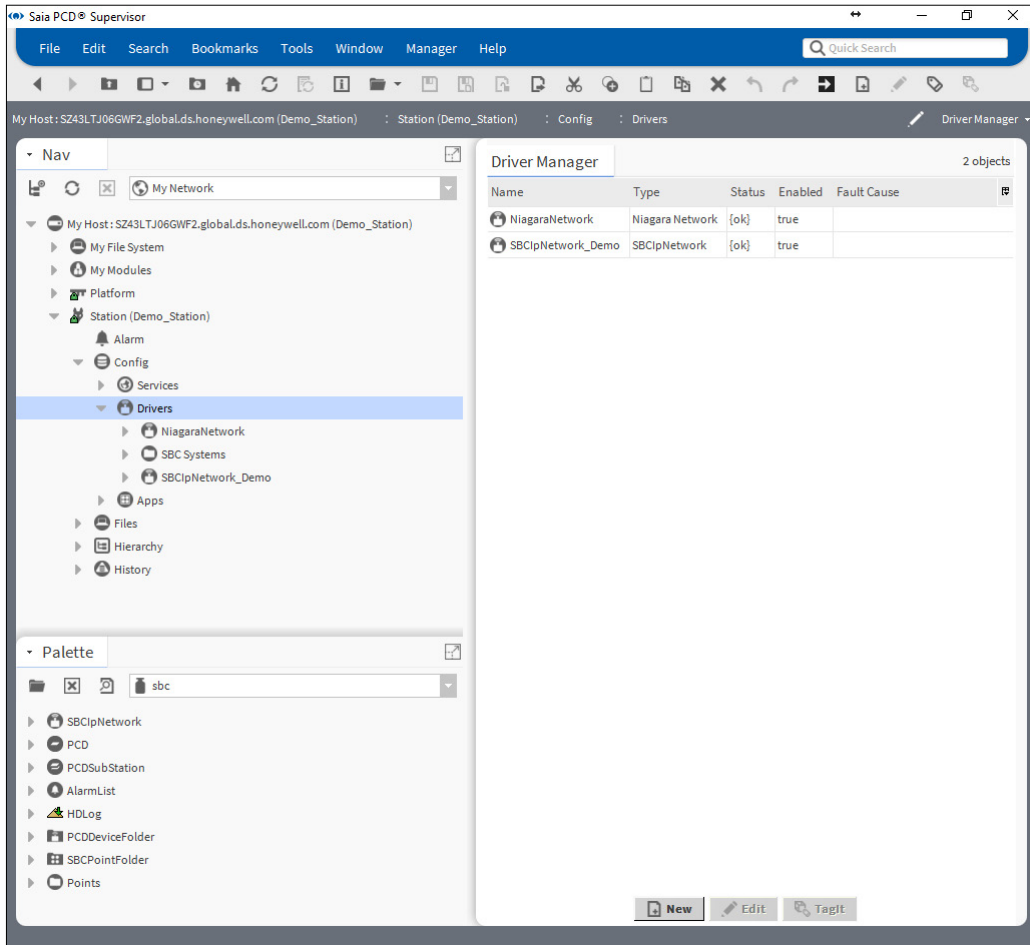 Saia PCD® Supervisor
File Edit Search Bookmarks Tools Window Manager Help Quick Search
My Host : SZ43LTJ06GWF2.global.ds.honeywell.com (Demo_Station) : Station (Demo_Station) : Config : Drivers Driver Manager
Nav
My Network
My Host : SZ43LTJ06GWF2.global.ds.honeywell.com (Demo_Station)
My File System
My Modules
Platform
Station (Demo_Station)
Alarm
Config
Services
Drivers
NiagaraNetwork
SBC Systems
SBCIpNetwork_Demo
Apps
Files
Hierarchy
History
Palette
sbc
SBCIpNetwork
PCD
PCDSubStation
AlarmList
HDLog
PCDDeviceFolder
SBCPointFolder
Points
Driver Manager 2 objects
Name Type Status Enabled Fault Cause
NiagaraNetwork Niagara Network {ok} true
SBCIpNetwork_Demo SBCIpNetwork {ok} true
New Edit TagIt